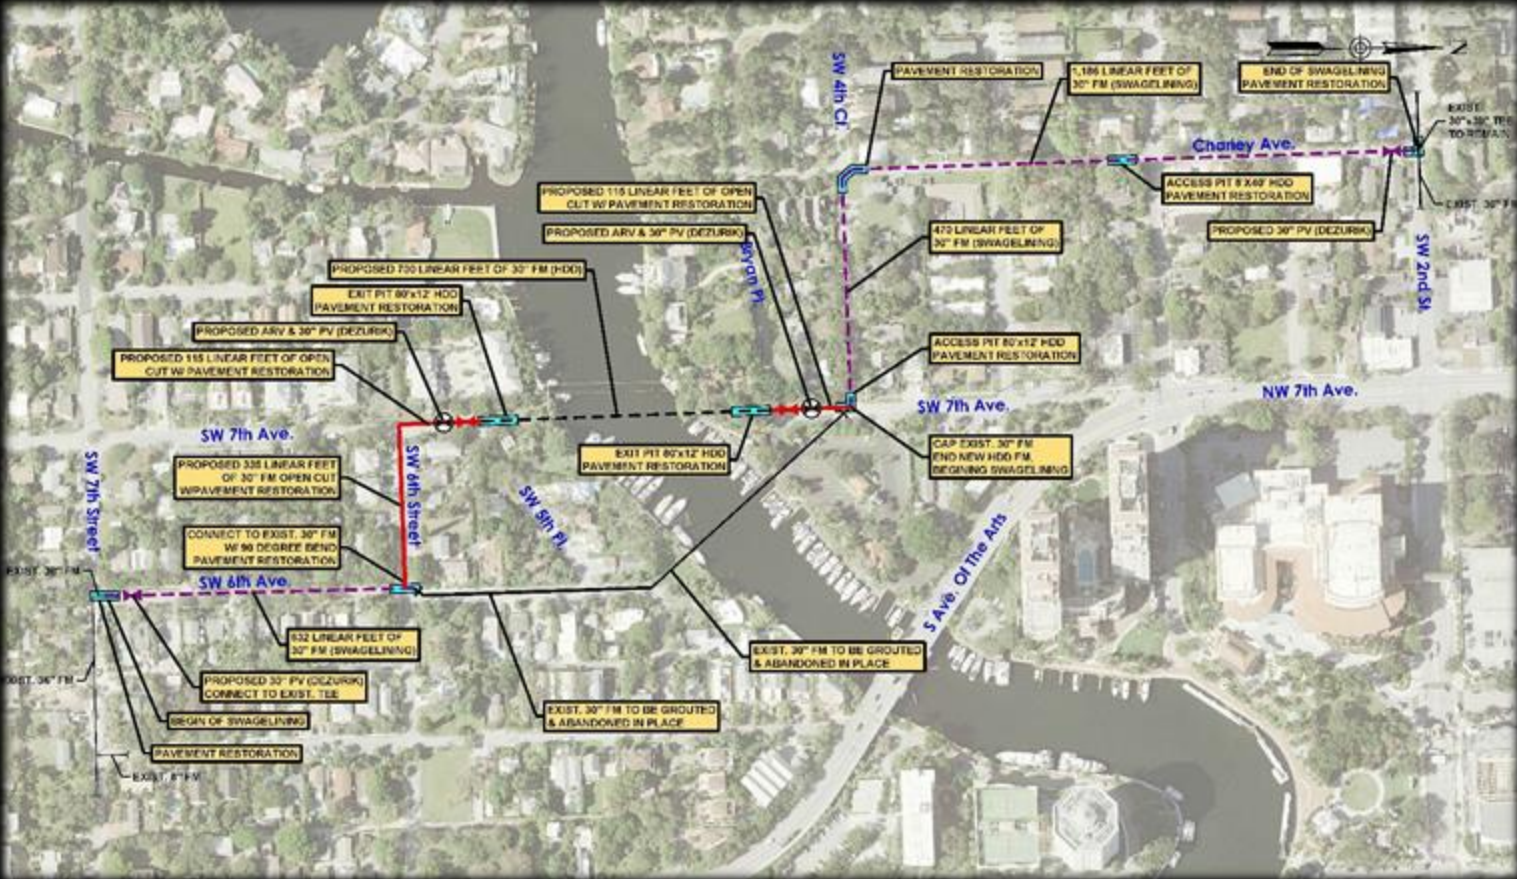 SW 4th Ct.
PAVEMENT RESTORATION
1,186 LINEAR FEET OF
30" FM (SWAGELINING)
END OF SWAGELINING
PAVEMENT RESTORATION
EXIST.
30"x30" TEE
TO REMAIN
Charley Ave.
ACCESS PIT 8'X40' HDD
PAVEMENT RESTORATION
EXIST. 30" FM
PROPOSED 30" PV (DEZURIK)
SW 2nd St.
PROPOSED 115 LINEAR FEET OF OPEN
CUT W/ PAVEMENT RESTORATION
PROPOSED ARV & 30" PV (DEZURIK)
Bryan Pl.
470 LINEAR FEET OF
30" FM (SWAGELINING)
PROPOSED 700 LINEAR FEET OF 30" FM (HDD)
EXIT PIT 80'x12' HDD
PAVEMENT RESTORATION
PROPOSED ARV & 30" PV (DEZURIK)
PROPOSED 115 LINEAR FEET OF OPEN
CUT W/ PAVEMENT RESTORATION
ACCESS PIT 80'x12' HDD
PAVEMENT RESTORATION
NW 7th Ave.
SW 7th Ave.
SW 7th Ave.
EXIT PIT 80'x12' HDD
PAVEMENT RESTORATION
CAP EXIST. 30" FM
END NEW HDD FM.
BEGINING SWAGELINING
SW 7th Street
PROPOSED 335 LINEAR FEET
OF 30" FM OPEN CUT
W/PAVEMENT RESTORATION
SW 6th Street
SW 5th Pl.
CONNECT TO EXIST. 30" FM
W/ 90 DEGREE BEND
PAVEMENT RESTORATION
S Ave. Of The Arts
SW 6th Ave.
632 LINEAR FEET OF
30" FM (SWAGELINING)
EXIST. 30" FM TO BE GROUTED
& ABANDONED IN PLACE
PROPOSED 30" PV (DEZURIK)
CONNECT TO EXIST. TEE
BEGIN OF SWAGELINING
EXIST. 30" FM TO BE GROUTED
& ABANDONED IN PLACE
PAVEMENT RESTORATION